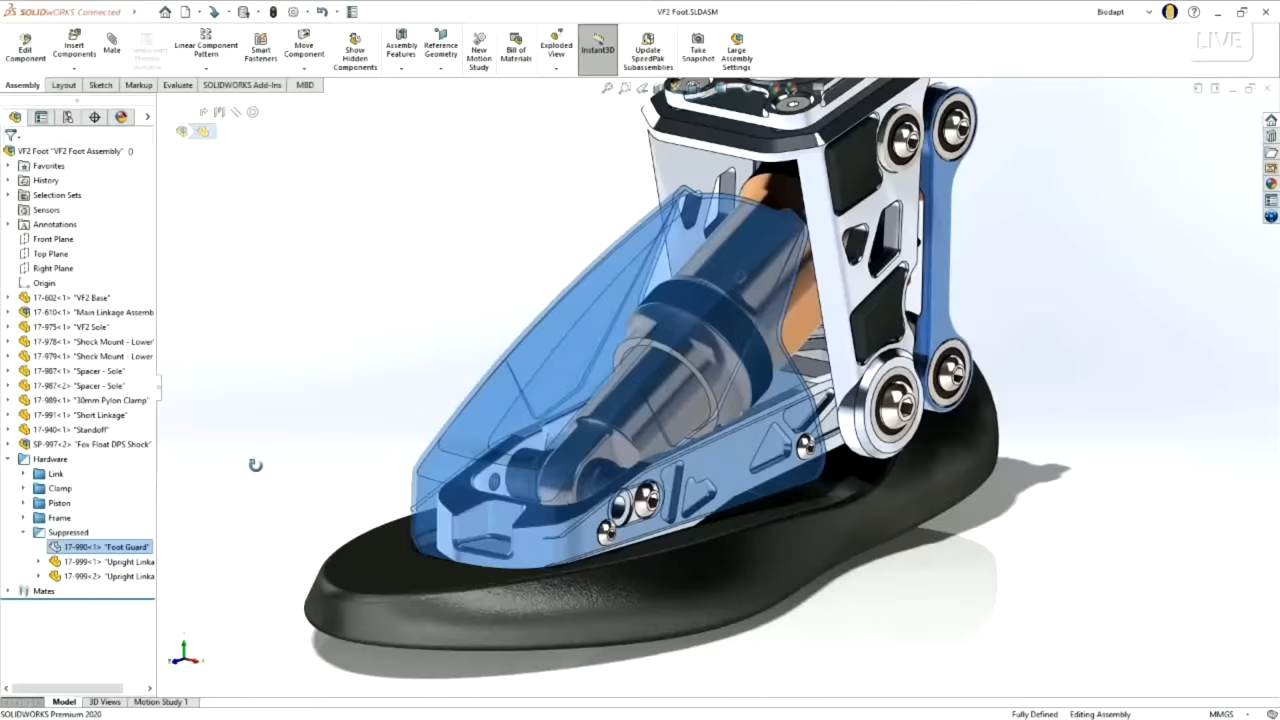 SOLIDWORKS Connected
VF2 Foot.SLDASM
Biodapt
LIVE
Edit Component
Insert Components
Mate
Linear Component Pattern
Smart Fasteners
Move Component
Show Hidden Components
Assembly Features
Reference Geometry
New Motion Study
Bill of Materials
Exploded View
Instant3D
Update SpeedPak Subassemblies
Take Snapshot
Large Assembly Settings
Assembly
Layout
Sketch
Markup
Evaluate
SOLIDWORKS Add-Ins
MBD
VF2 Foot "VF2 Foot Assembly" ()
Favorites
History
Selection Sets
Sensors
Annotations
Front Plane
Top Plane
Right Plane
Origin
17-602<1> "VF2 Base"
17-610<1> "Main Linkage Assemb
17-975<1> "VF2 Sole"
17-978<1> "Shock Mount - Lower
17-979<1> "Shock Mount - Lower
17-987<1> "Spacer - Sole"
17-987<2> "Spacer - Sole"
17-989<1> "30mm Pylon Clamp"
17-991<1> "Short Linkage"
17-940<1> "Standoff"
SP-997<2> "Fox Float DPS Shock"
Hardware
Link
Clamp
Piston
Frame
Suppressed
17-990<1> "Foot Guard"
17-999<1> "Upright Linka
17-999<2> "Upright Linka
Mates
Model
3D Views
Motion Study 1
SOLIDWORKS Premium 2020
Fully Defined
Editing Assembly
MMGS